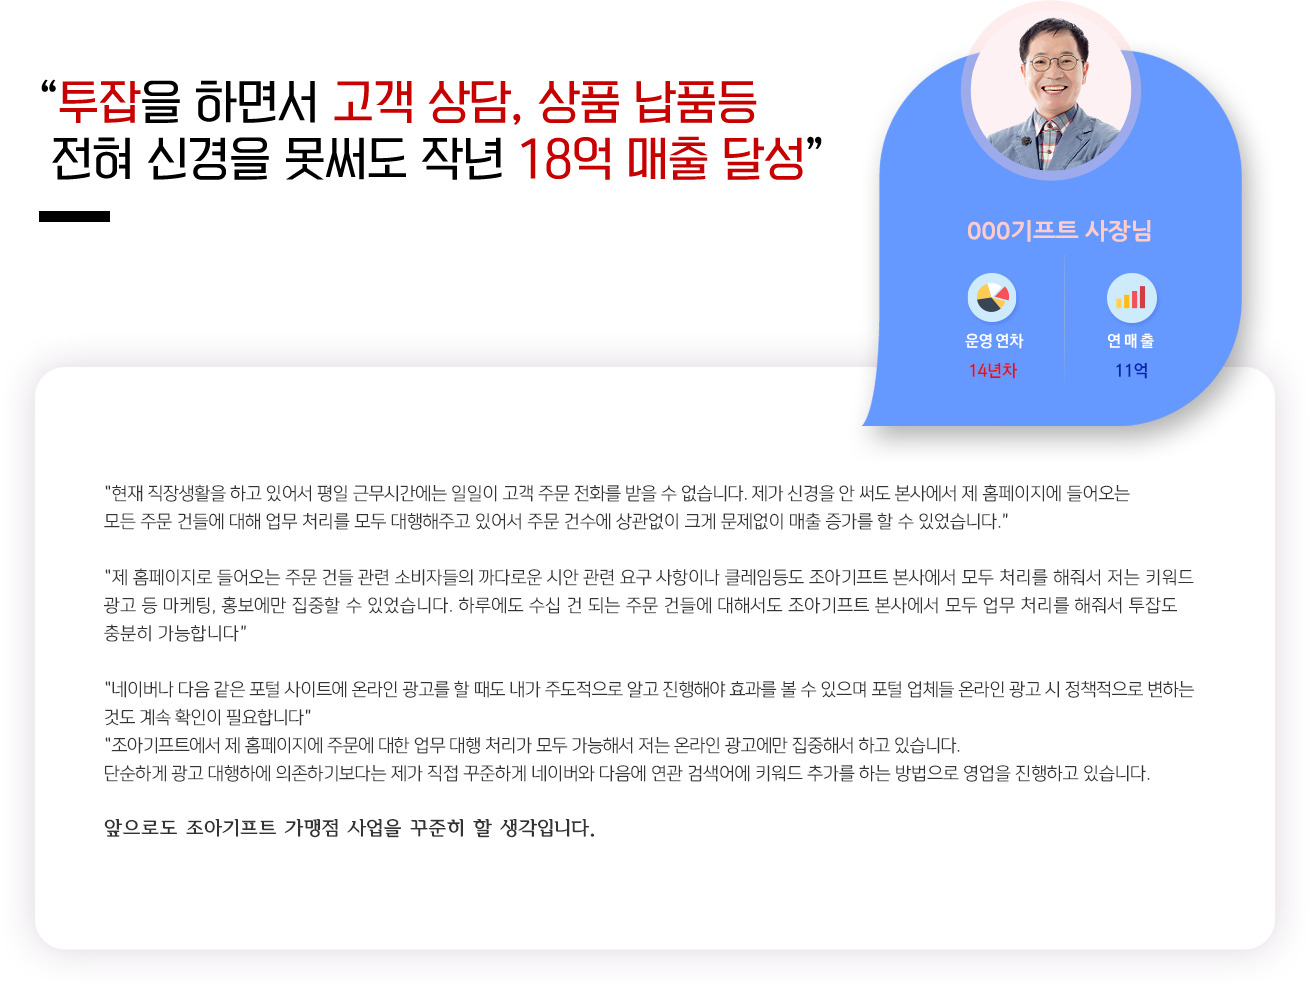 “투잡을 하면서 고객 상담, 상품 납품등
전혀 신경을 못써도 작년 18억 매출 달성”
000기프트 사장님
운영 연차
14년차
연 매 출
11억
"현재 직장생활을 하고 있어서 평일 근무시간에는 일일이 고객 주문 전화를 받을 수 없습니다. 제가 신경을 안 써도 본사에서 제 홈페이지에 들어오는
모든 주문 건들에 대해 업무 처리를 모두 대행해주고 있어서 주문 건수에 상관없이 크게 문제없이 매출 증가를 할 수 있었습니다."
"제 홈페이지로 들어오는 주문 건들 관련 소비자들의 까다로운 시안 관련 요구 사항이나 클레임등도 조아기프트 본사에서 모두 처리를 해줘서 저는 키워드
광고 등 마케팅, 홍보에만 집중할 수 있었습니다. 하루에도 수십 건 되는 주문 건들에 대해서도 조아기프트 본사에서 모두 업무 처리를 해줘서 투잡도
충분히 가능합니다"
"네이버나 다음 같은 포털 사이트에 온라인 광고를 할 때도 내가 주도적으로 알고 진행해야 효과를 볼 수 있으며 포털 업체들 온라인 광고 시 정책적으로 변하는
것도 계속 확인이 필요합니다"
"조아기프트에서 제 홈페이지에 주문에 대한 업무 대행 처리가 모두 가능해서 저는 온라인 광고에만 집중해서 하고 있습니다.
단순하게 광고 대행하에 의존하기보다는 제가 직접 꾸준하게 네이버와 다음에 연관 검색어에 키워드 추가를 하는 방법으로 영업을 진행하고 있습니다.
앞으로도 조아기프트 가맹점 사업을 꾸준히 할 생각입니다.